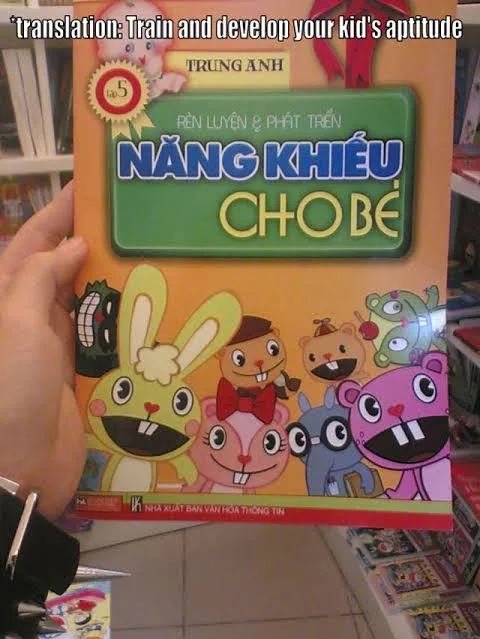 *translation: Train and develop your kid's aptitude
TRUNG ANH
TẬP 5
RÈN LUYỆN & PHÁT TRIỂN
NĂNG KHIẾU
CHO BÉ
NHÀ XUẤT BẢN VĂN HÓA THÔNG TIN